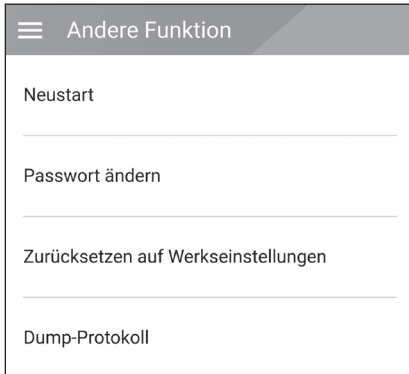 Andere Funktion
Neustart
Passwort ändern
Zurücksetzen auf Werkseinstellungen
Dump-Protokoll